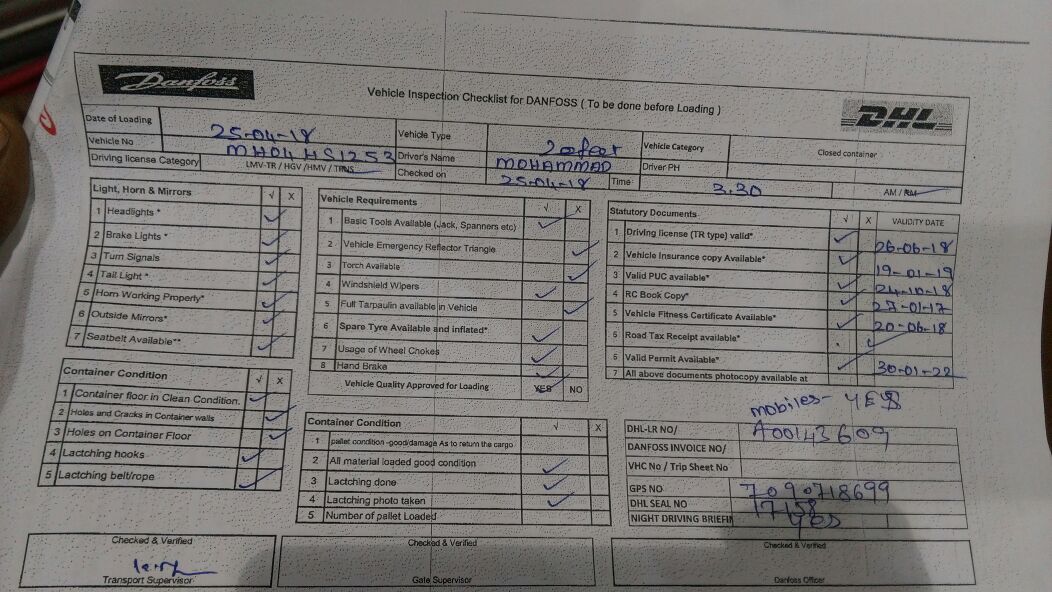 Danfoss
Vehicle Inspection Checklist for DANFOSS ( To be done before Loading )
DHL
Date of Loading 25-04-18 Vehicle Type 20 feet Vehicle Category Closed container
Vehicle No MH04 HS1253 Driver's Name MOHAMMAD Driver PH
Driving license Category LMV-TR / HGV /HMV / TRNS Checked on 25-04-18 Time 3.30 AM / PM
Light, Horn & Mirrors √ X
1 Headlights * ✓
2 Brake Lights * ✓
3 Turn Signals ✓
4 Tail Light * ✓
5 Horn Working Properly* ✓
6 Outside Mirrors* ✓
7 Seatbelt Available** ✓
Container Condition √ X
1 Container floor in Clean Condition. ✓
2 Holes and Cracks in Container walls ✓
3 Holes on Container Floor ✓
4 Lactching hooks ✓
5 Lactching belt/rope ✓
Vehicle Requirements √ X
1 Basic Tools Available (Jack, Spanners etc) ✓
2 Vehicle Emergency Reflector Triangle ✓
3 Torch Available ✓
4 Windshield Wipers ✓
5 Full Tarpaulin available in Vehicle ✓
6 Spare Tyre Available and inflated* ✓
7 Usage of Wheel Chokes ✓
8 Hand Brake ✓
Vehicle Quality Approved for Loading YES NO
Container Condition √ X
1 pallet condition -good/damage As to return the cargo
2 All material loaded good condition ✓
3 Lactching done ✓
4 Lactching photo taken ✓
5 Number of pallet Loaded
Statutory Documents √ X VALIDITY DATE
1 Driving license (TR type) valid* ✓ 26-06-18
2 Vehicle Insurance copy Available* ✓ 19-01-19
3 Valid PUC available* ✓ 24-10-18
4 RC Book Copy* ✓ 27-01-17
5 Vehicle Fitness Certificate Available* ✓ 20-06-18
6 Road Tax Receipt available* ✓
6 Valid Permit Available* ✓ 30-01-22
7 All above documents photocopy available at
mobiles - YES
DHL-LR NO/ A00143609
DANFOSS INVOICE NO/
VHC No / Trip Sheet No
GPS NO 7090718699
DHL SEAL NO 17158
NIGHT DRIVING BRIEFIN yes
Checked & Verified
Transport Supervisor
Checked & Verified
Gate Supervisor
Checked & Verified
Danfoss Officer